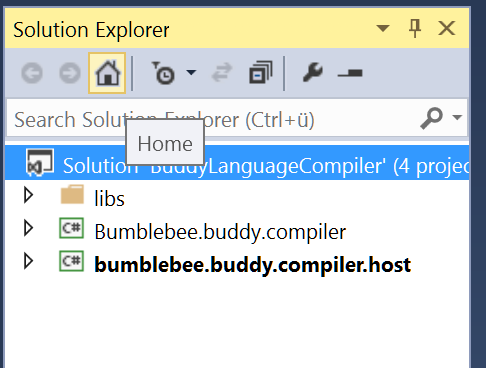 Solution Explorer
Search Solution Explorer (Ctrl+ü)
Home
Solution 'BuddyLanguageCompiler' (4 projec
libs
C# Bumblebee.buddy.compiler
C# bumblebee.buddy.compiler.host